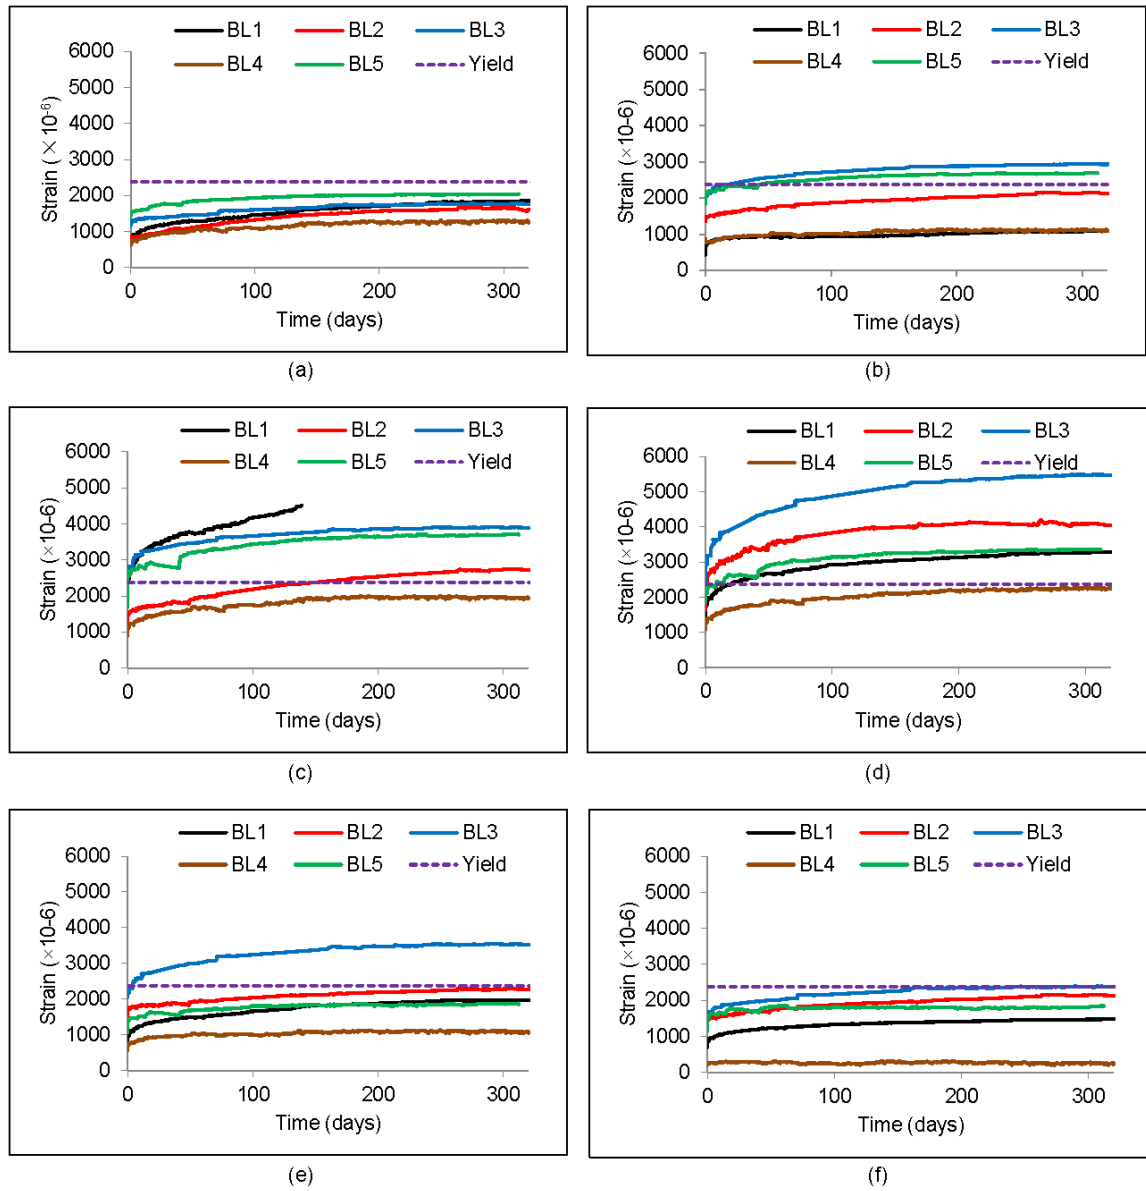 BL1 BL2 BL3
BL4 BL5 Yield
6000
5000
4000
3000
2000
1000
0
Strain (×10⁻⁶)
0 100 200 300
Time (days)
(a)
BL1 BL2 BL3
BL4 BL5 Yield
6000
5000
4000
3000
2000
1000
0
Strain (×10-6)
0 100 200 300
Time (days)
(b)
BL1 BL2 BL3
BL4 BL5 Yield
6000
5000
4000
3000
2000
1000
0
Strain (×10-6)
0 100 200 300
Time (days)
(c)
BL1 BL2 BL3
BL4 BL5 Yield
6000
5000
4000
3000
2000
1000
0
Strain (×10-6)
0 100 200 300
Time (days)
(d)
BL1 BL2 BL3
BL4 BL5 Yield
6000
5000
4000
3000
2000
1000
0
Strain (×10-6)
0 100 200 300
Time (days)
(e)
BL1 BL2 BL3
BL4 BL5 Yield
6000
5000
4000
3000
2000
1000
0
Strain (×10-6)
0 100 200 300
Time (days)
(f)